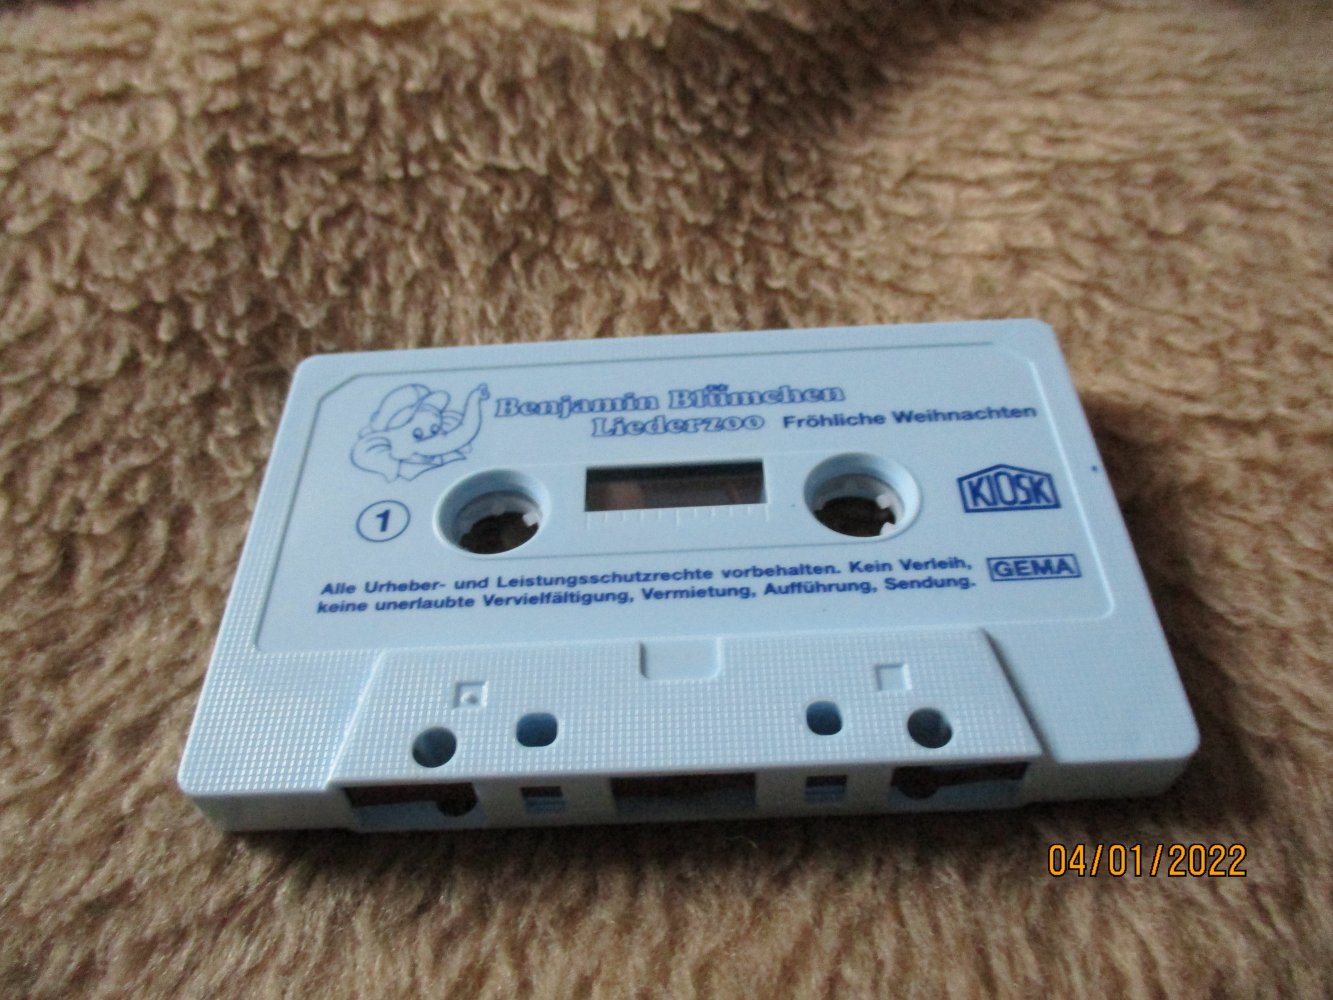 Benjamin Blümchen
Liederzoo Fröhliche Weihnachten
KIOSK
1
Alle Urheber- und Leistungsschutzrechte vorbehalten. Kein Verleih,
keine unerlaubte Vervielfältigung, Vermietung, Aufführung, Sendung.
GEMA
04/01/2022